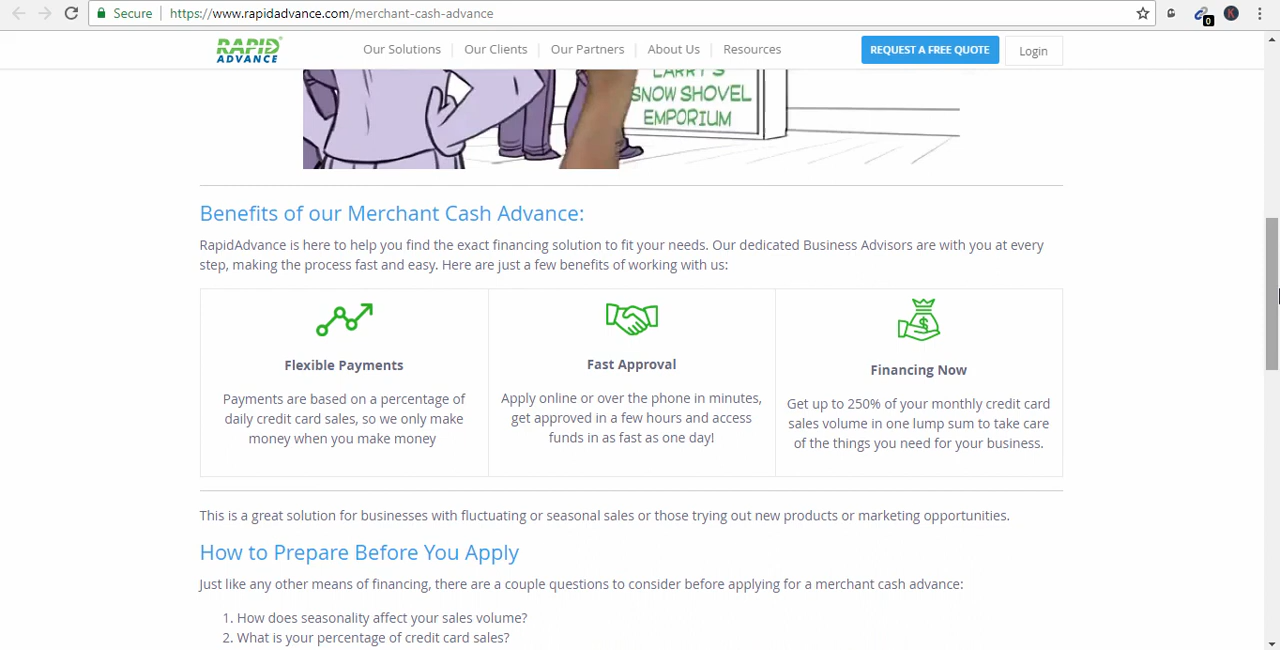 Secure https://www.rapidadvance.com/merchant-cash-advance
0
K
RAPID
ADVANCE
Our Solutions
Our Clients
Our Partners
About Us
Resources
REQUEST A FREE QUOTE
Login
LARRY'S
SNOW SHOVEL
EMPORIUM
Benefits of our Merchant Cash Advance:
RapidAdvance is here to help you find the exact financing solution to fit your needs. Our dedicated Business Advisors are with you at every
step, making the process fast and easy. Here are just a few benefits of working with us:
Flexible Payments
Payments are based on a percentage of
daily credit card sales, so we only make
money when you make money
Fast Approval
Apply online or over the phone in minutes,
get approved in a few hours and access
funds in as fast as one day!
Financing Now
Get up to 250% of your monthly credit card
sales volume in one lump sum to take care
of the things you need for your business.
This is a great solution for businesses with fluctuating or seasonal sales or those trying out new products or marketing opportunities.
How to Prepare Before You Apply
Just like any other means of financing, there are a couple questions to consider before applying for a merchant cash advance:
1. How does seasonality affect your sales volume?
2. What is your percentage of credit card sales?